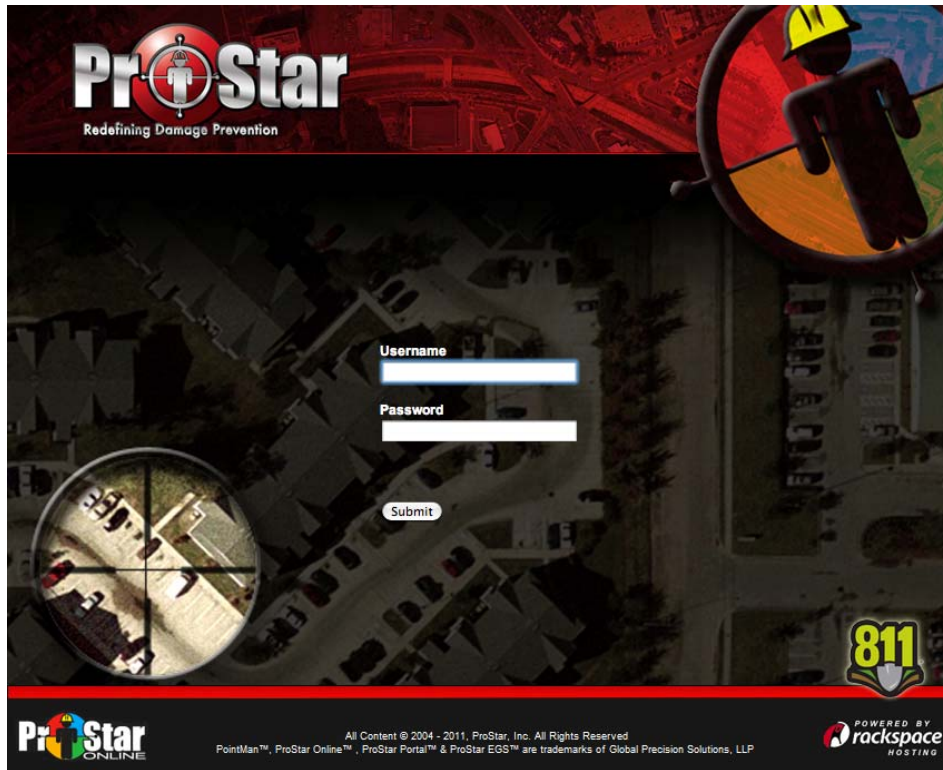 ProStar
Redefining Damage Prevention
Username
Password
Submit
811
ProStar
ONLINE
All Content © 2004 - 2011, ProStar, Inc. All Rights Reserved
PointMan™, ProStar Online™ , ProStar Portal™ & ProStar EGS™ are trademarks of Global Precision Solutions, LLP
POWERED BY
rackspace
HOSTING